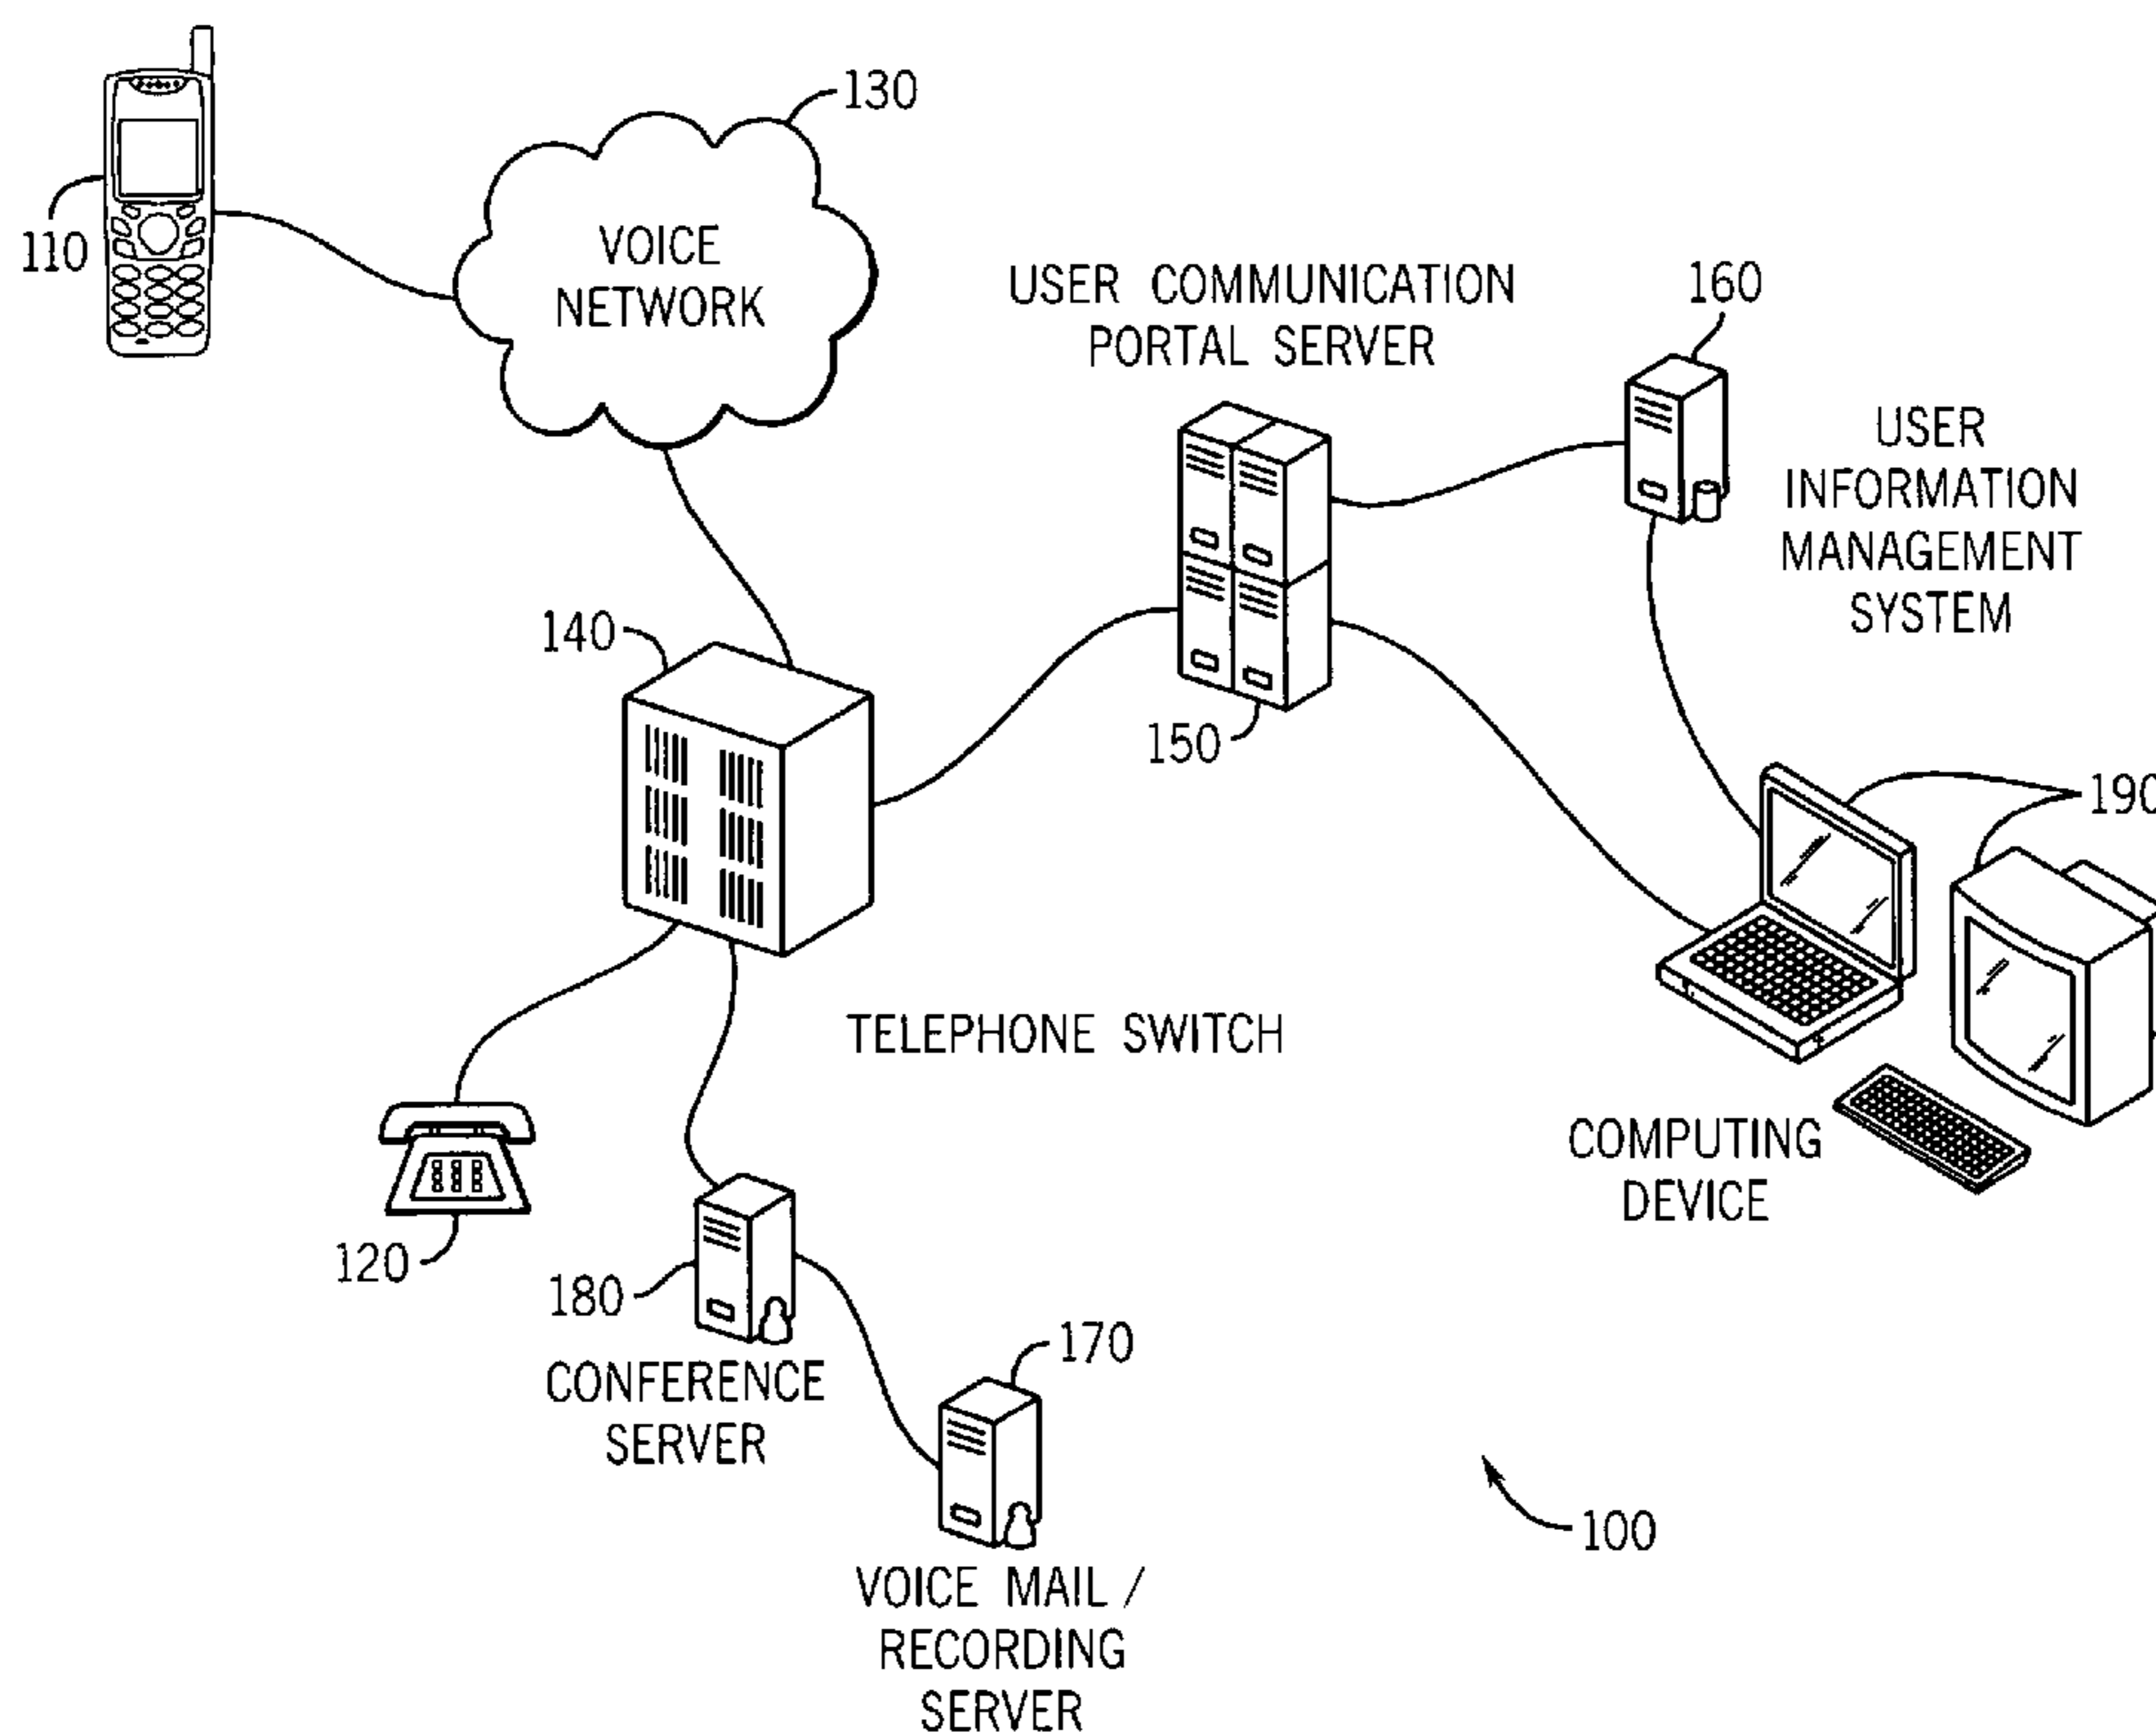 130
110
VOICE
NETWORK
USER COMMUNICATION
PORTAL SERVER
160
USER
INFORMATION
MANAGEMENT
SYSTEM
140
150
190
TELEPHONE SWITCH
COMPUTING
DEVICE
120
180
CONFERENCE
SERVER
170
100
VOICE MAIL /
RECORDING
SERVER